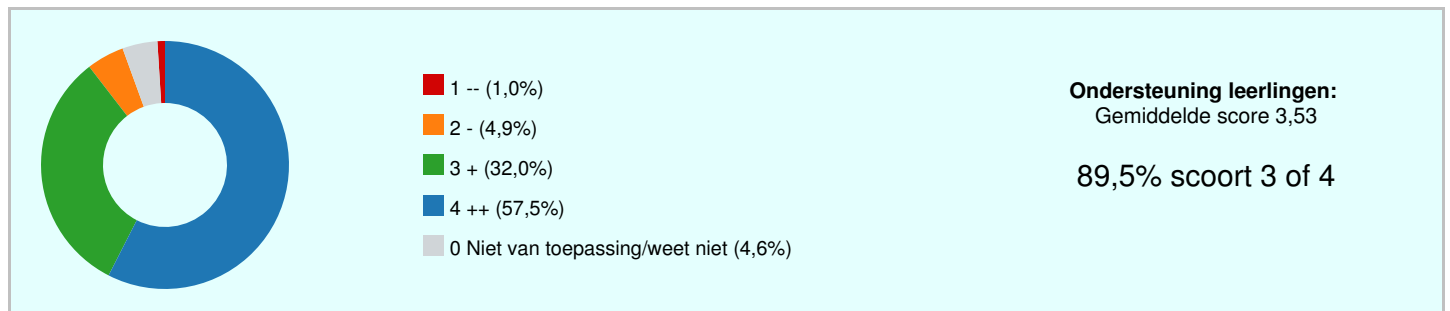 1 -- (1,0%)
2 - (4,9%)
3 + (32,0%)
4 ++ (57,5%)
0 Niet van toepassing/weet niet (4,6%)
Ondersteuning leerlingen:
Gemiddelde score 3,53
89,5% scoort 3 of 4